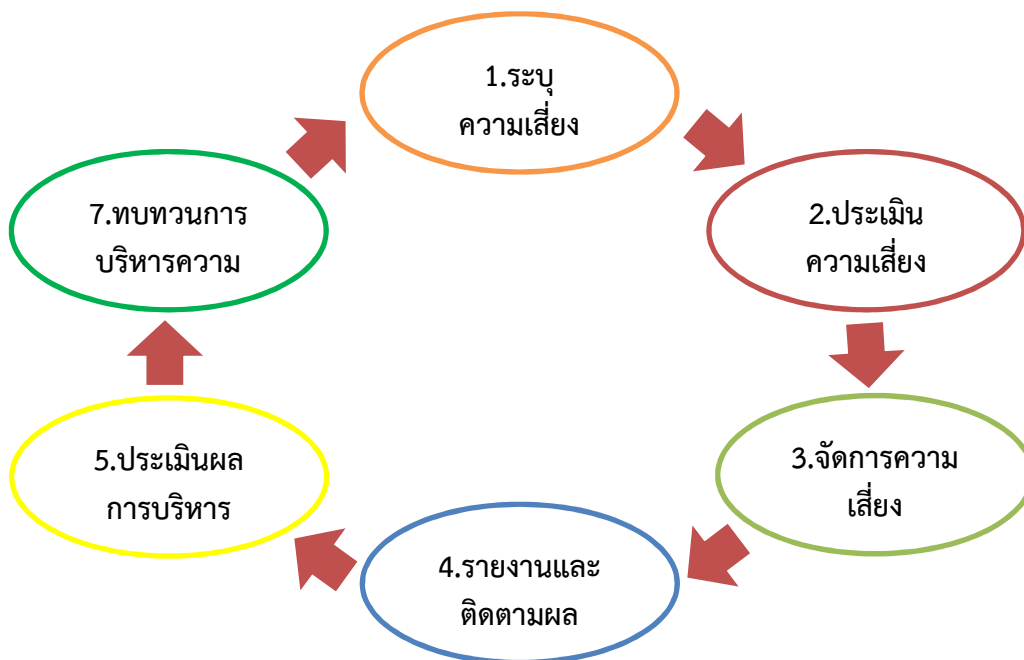 1.ระบุ
ความเสี่ยง
2.ประเมิน
ความเสี่ยง
3.จัดการความ
เสี่ยง
4.รายงานและ
ติดตามผล
5.ประเมินผล
การบริหาร
7.ทบทวนการ
บริหารความ